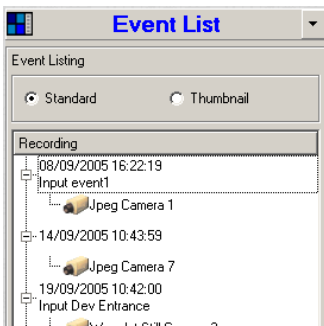 Event List
Event Listing
Standard
Thumbnail
Recording
08/09/2005 16:22:19
Input event1
Jpeg Camera 1
14/09/2005 10:43:59
Jpeg Camera 7
19/09/2005 10:42:00
Input Dev Entrance